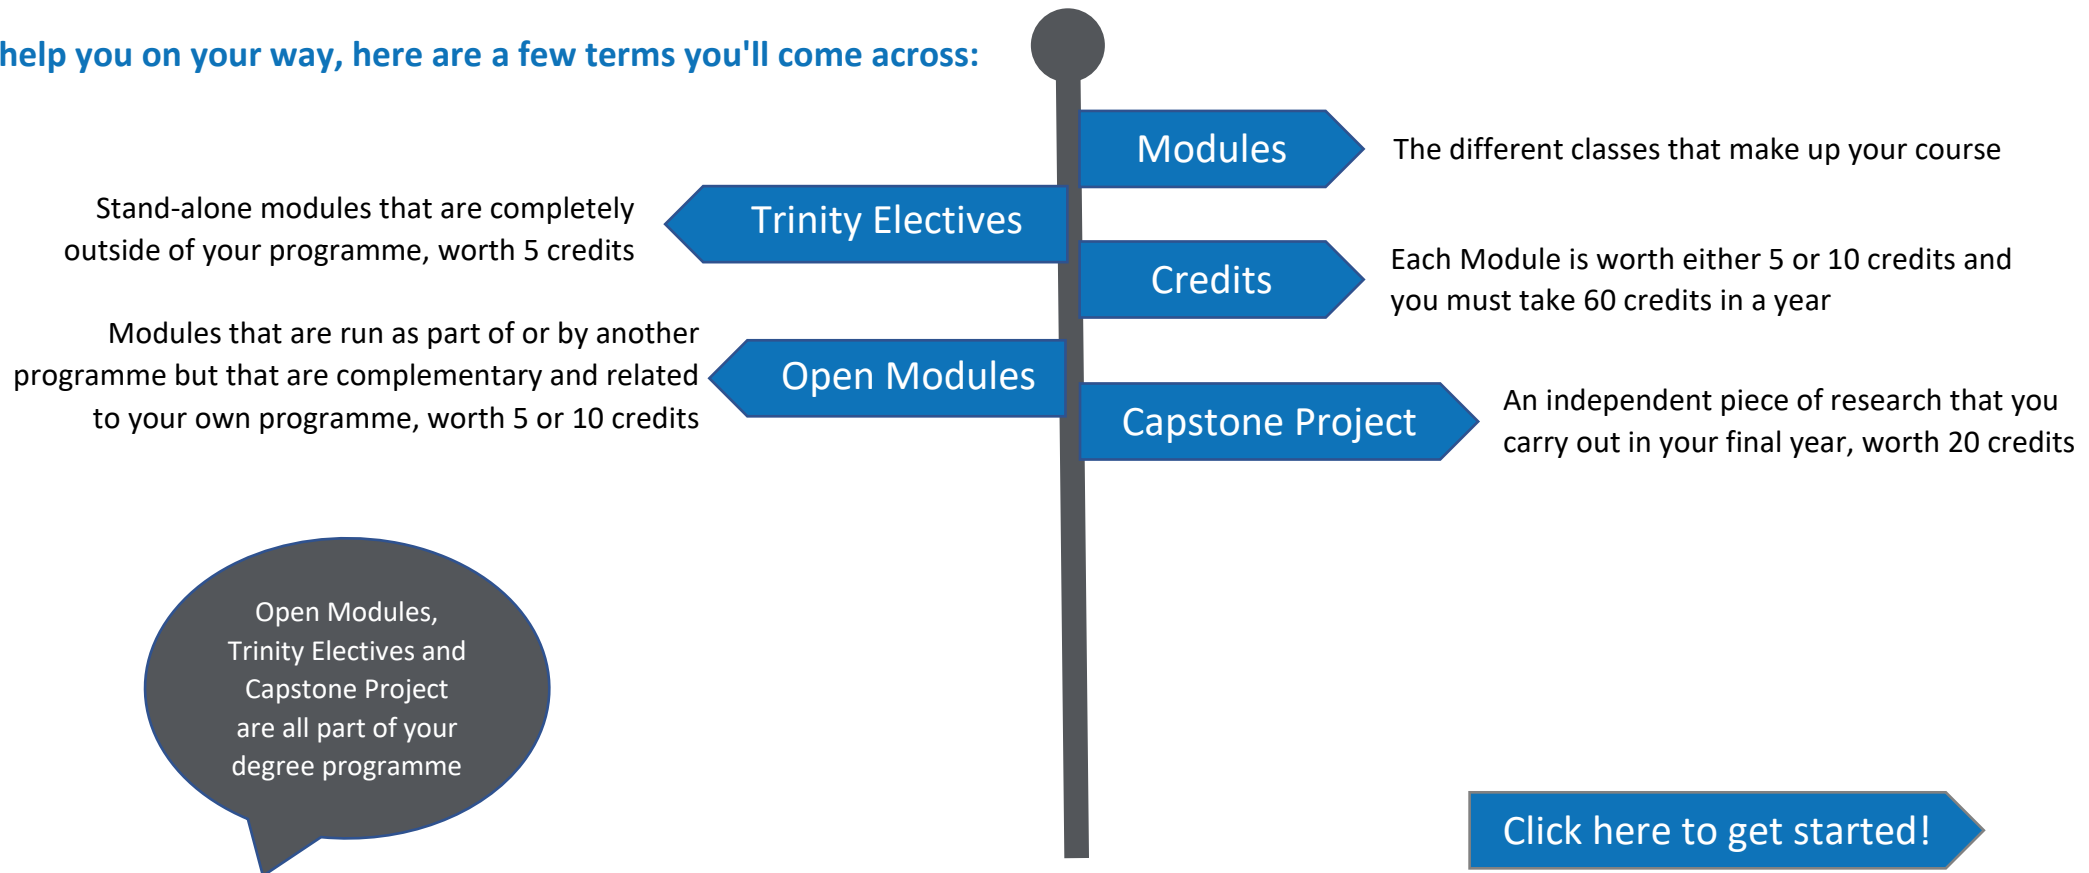 help you on your way, here are a few terms you'll come across:
Modules
The different classes that make up your course
Stand-alone modules that are completely
outside of your programme, worth 5 credits
Trinity Electives
Credits
Each Module is worth either 5 or 10 credits and
you must take 60 credits in a year
Modules that are run as part of or by another
programme but that are complementary and related
to your own programme, worth 5 or 10 credits
Open Modules
Capstone Project
An independent piece of research that you
carry out in your final year, worth 20 credits
Open Modules,
Trinity Electives and
Capstone Project
are all part of your
degree programme
Click here to get started!